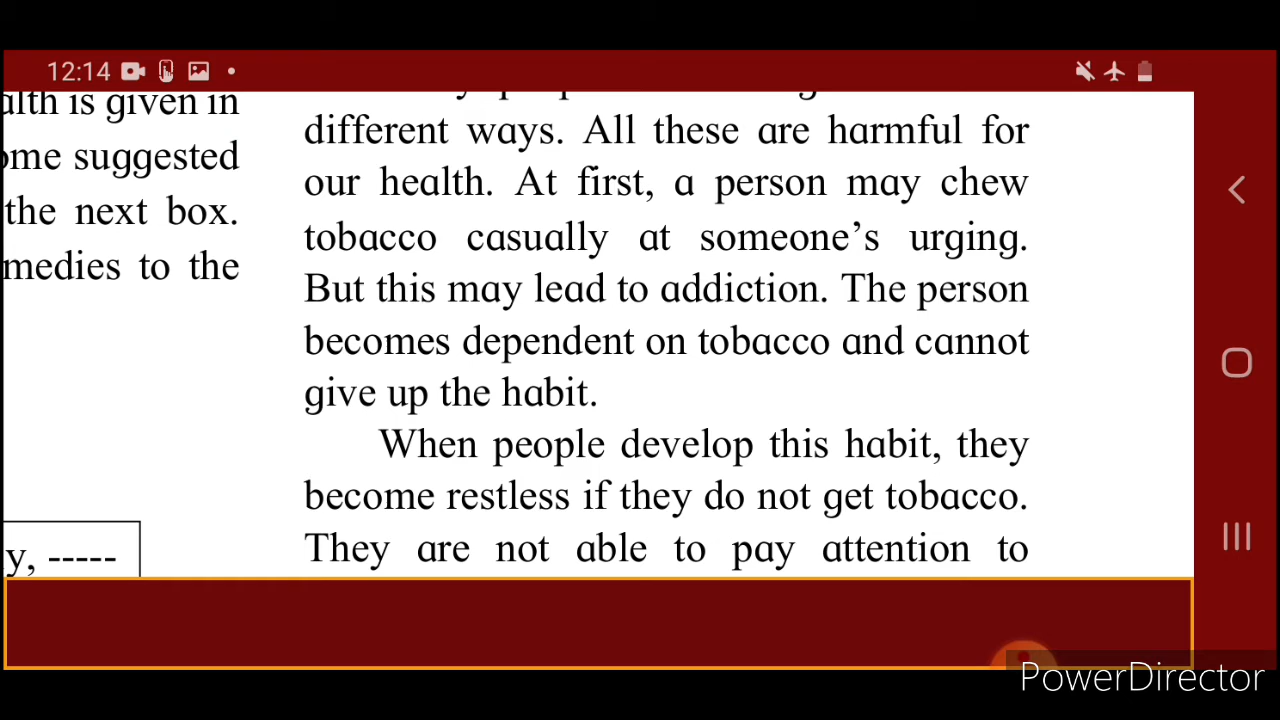 12:14
alth is given in
ome suggested
the next box.
medies to the
y, -----
different ways. All these are harmful for
our health. At first, a person may chew
tobacco casually at someone’s urging.
But this may lead to addiction. The person
becomes dependent on tobacco and cannot
give up the habit.
When people develop this habit, they
become restless if they do not get tobacco.
They are not able to pay attention to
PowerDirector